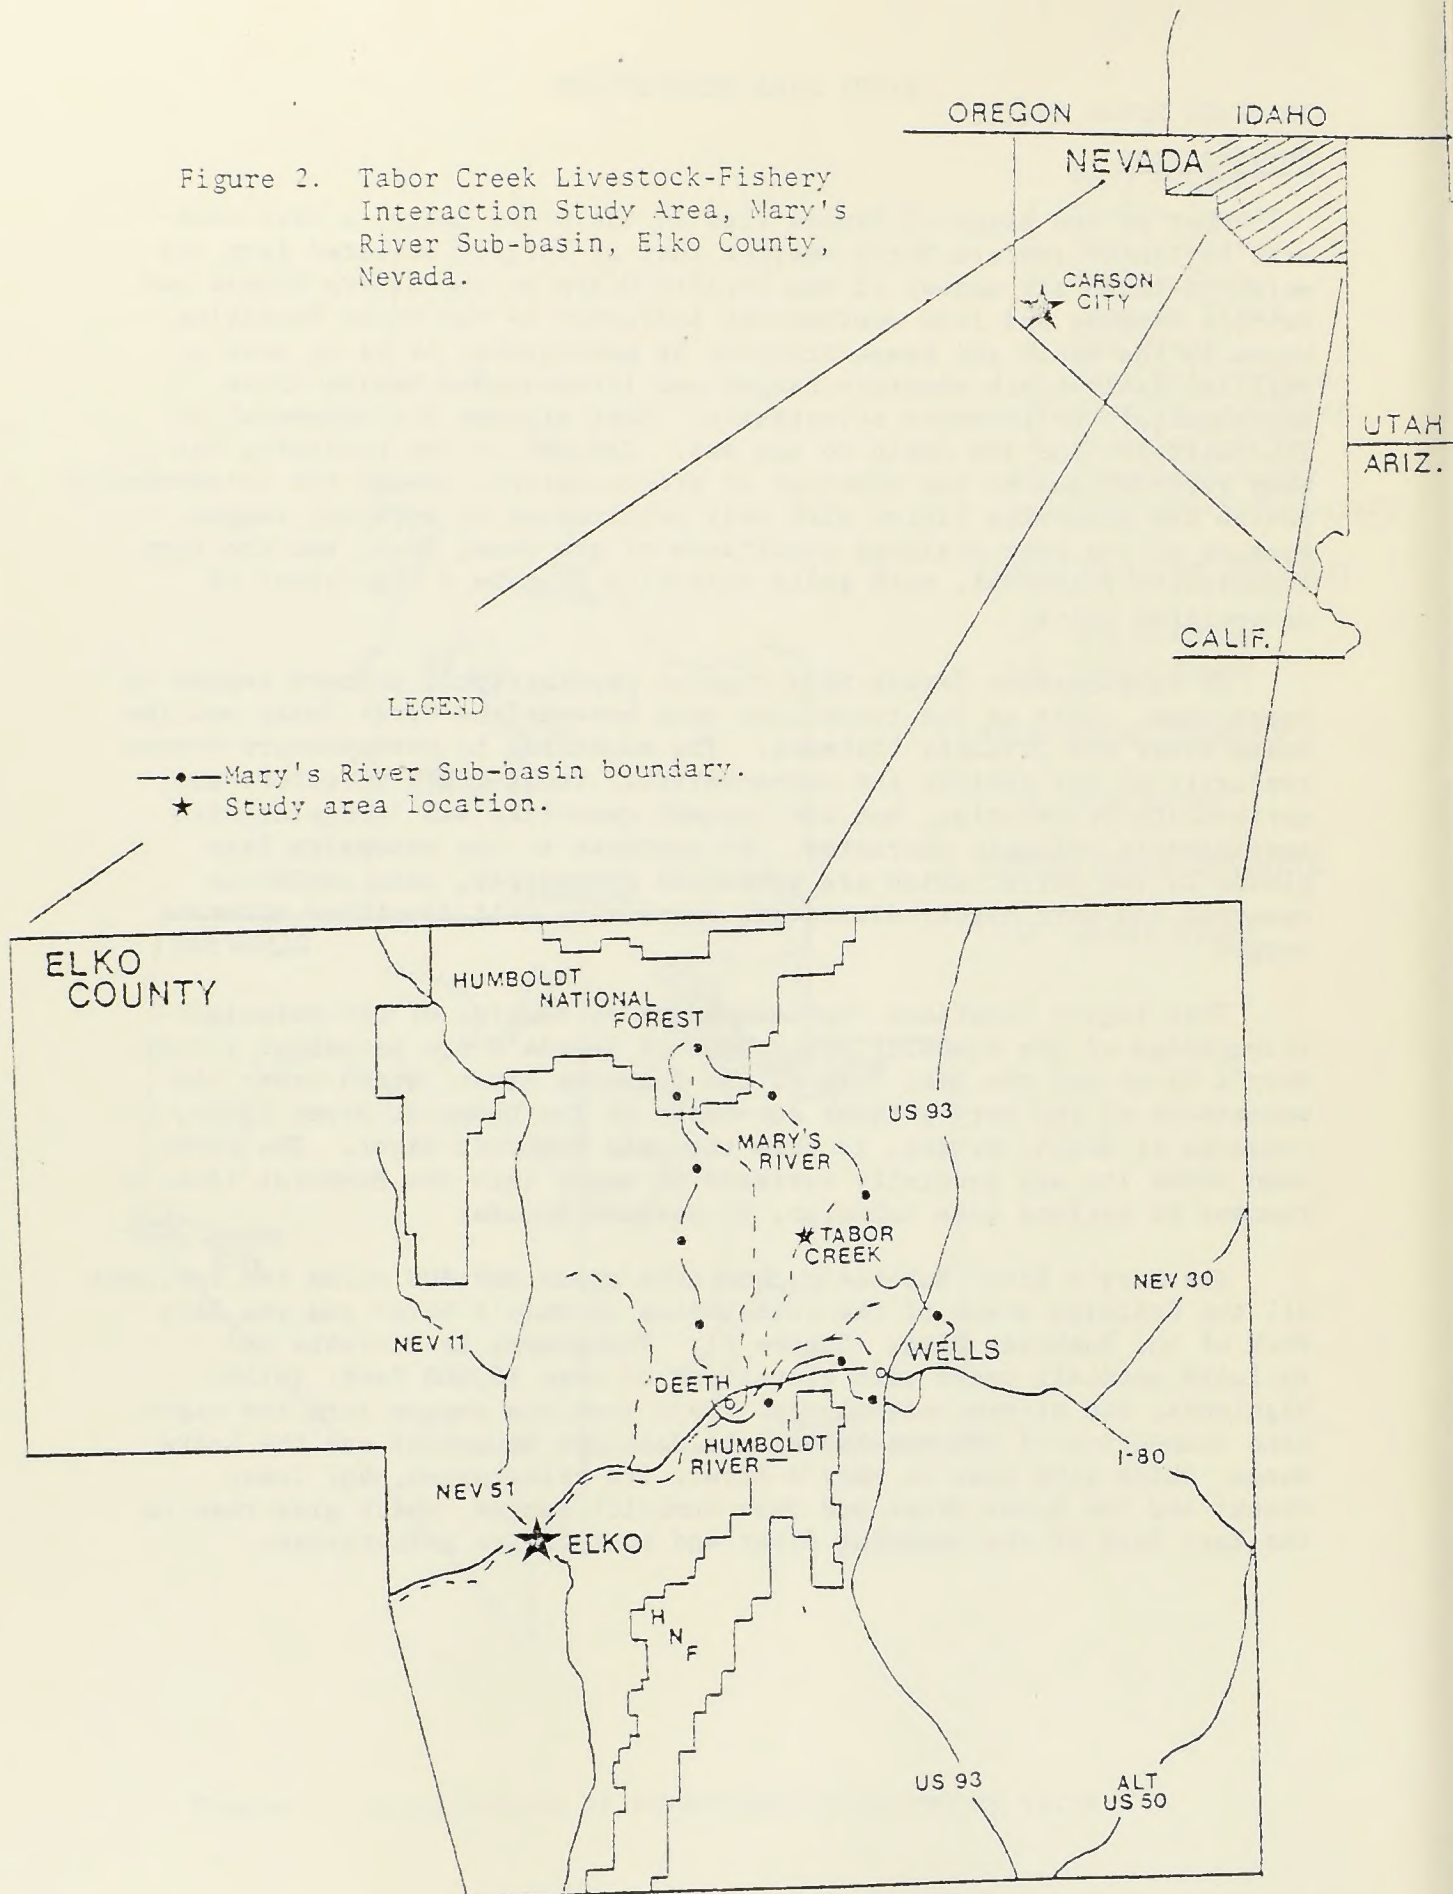 OREGON
IDAHO
NEVADA
Figure 2. Tabor Creek Livestock-Fishery
Interaction Study Area, Mary's
River Sub-basin, Elko County,
Nevada.
CARSON
CITY
UTAH
ARIZ.
CALIF.
LEGEND
Mary's River Sub-basin boundary.
★ Study area location.
ELKO
COUNTY
HUMBOLDT
NATIONAL
FOREST
US 93
MARY'S
RIVER
TABOR
CREEK
NEV 30
NEV 11
WELLS
DEETH
HUMBOLDT
RIVER
I-80
NEV 51
ELKO
H
N
F
US 93
ALT
US 50